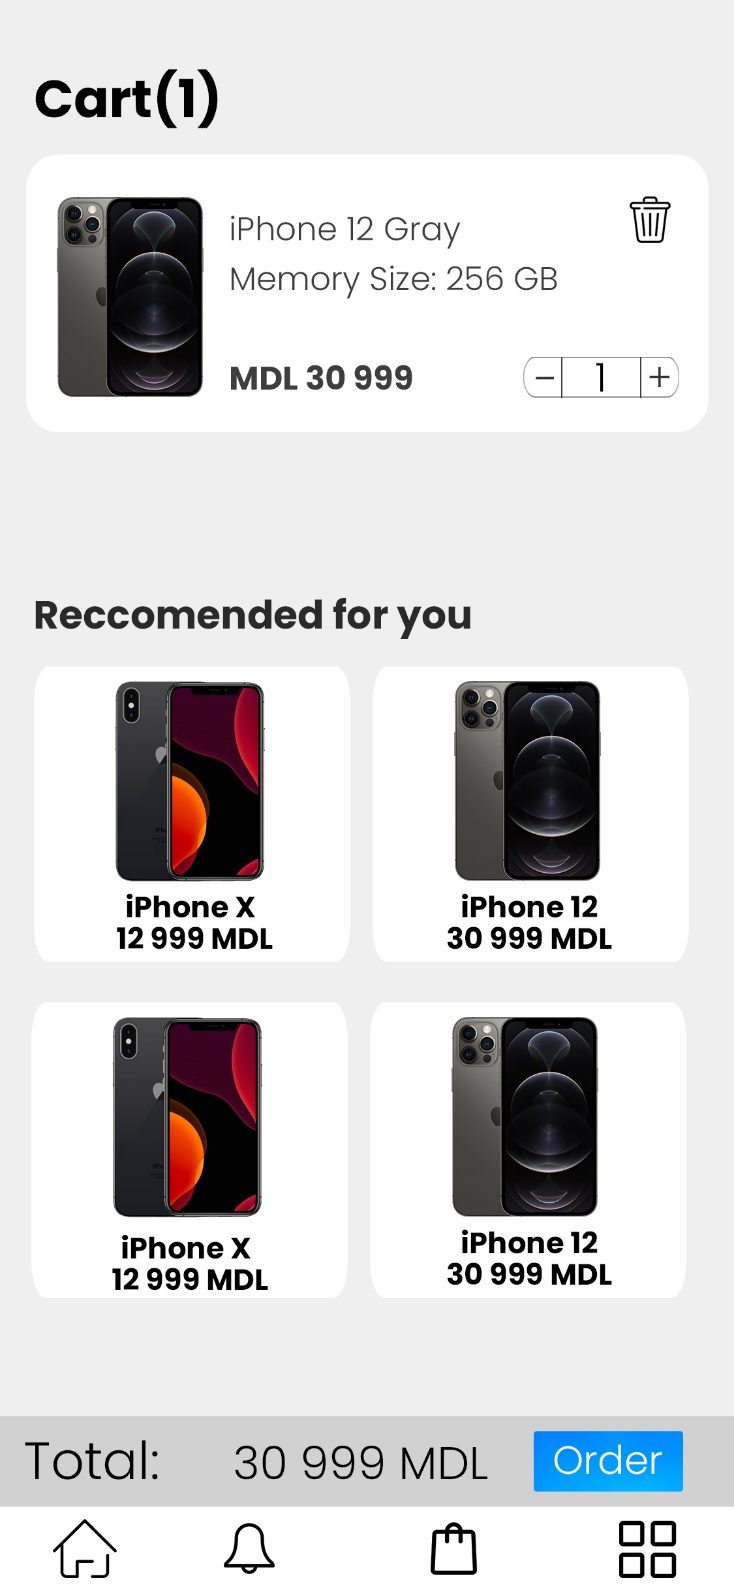 Cart(1)
iPhone 12 Gray
Memory Size: 256 GB
MDL 30 999
1
Reccomended for you
iPhone X
12 999 MDL
iPhone 12
30 999 MDL
iPhone X
12 999 MDL
iPhone 12
30 999 MDL
Total: 30 999 MDL Order